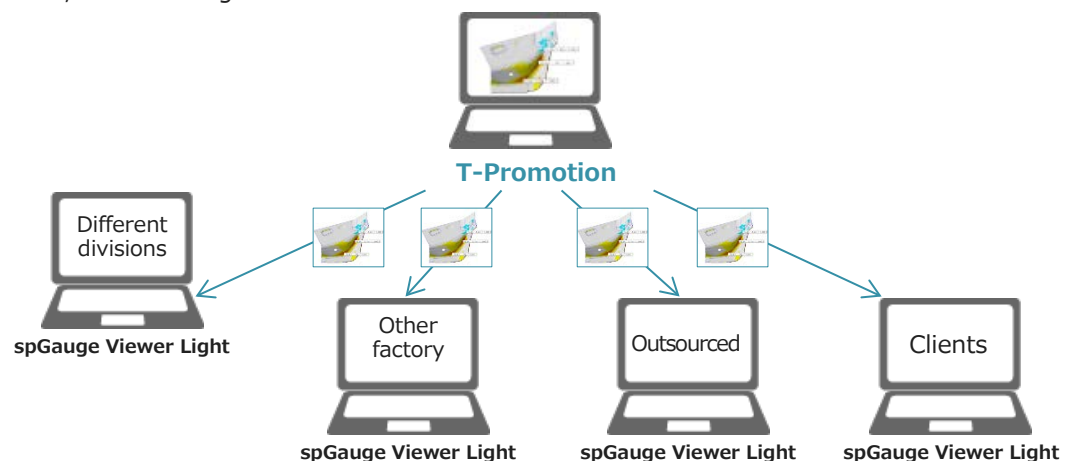 T-Promotion
Different
divisions
spGauge Viewer Light
Other
factory
spGauge Viewer Light
Outsourced
spGauge Viewer Light
Clients
spGauge Viewer Light